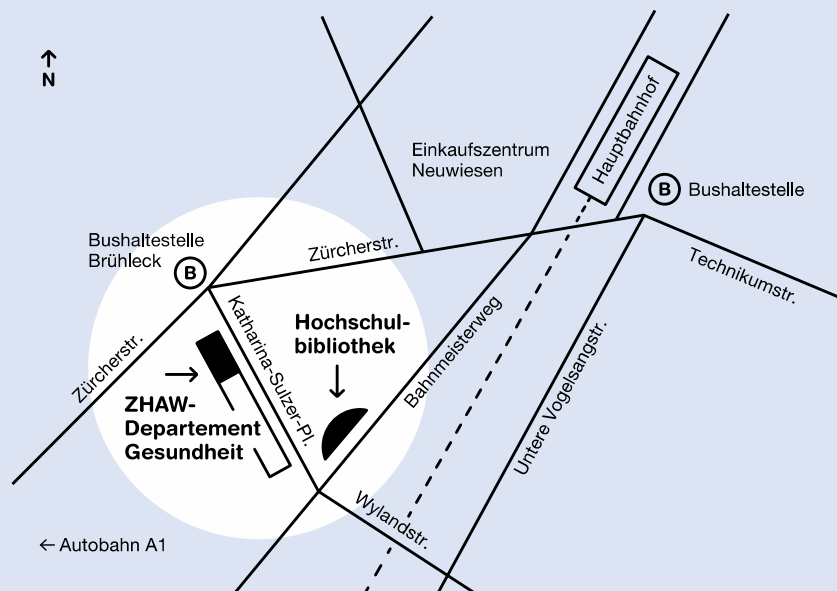 ↑
N
Hauptbahnhof
Einkaufszentrum
Neuwiesen
B Bushaltestelle
Bushaltestelle
Brühleck
B
Zürcherstr.
Technikumstr.
Zürcherstr.
Katharina-Sulzer-Pl.
Hochschul-
bibliothek
Bahnmeisterweg
Untere Vogelsangstr.
ZHAW-
Departement
Gesundheit
Wylandstr.
← Autobahn A1